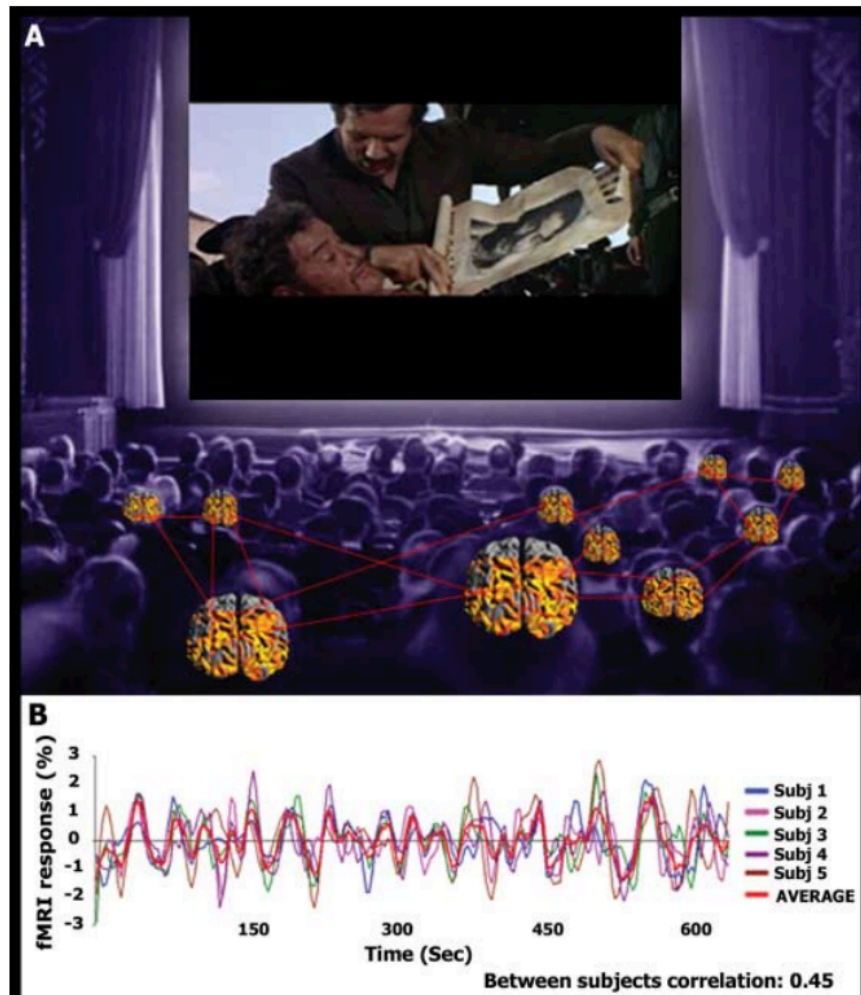 A
B
fMRI response (%)
3
2
1
0
-1
-2
-3
150
300
450
600
Time (Sec)
Subj 1
Subj 2
Subj 3
Subj 4
Subj 5
AVERAGE
Between subjects correlation: 0.45